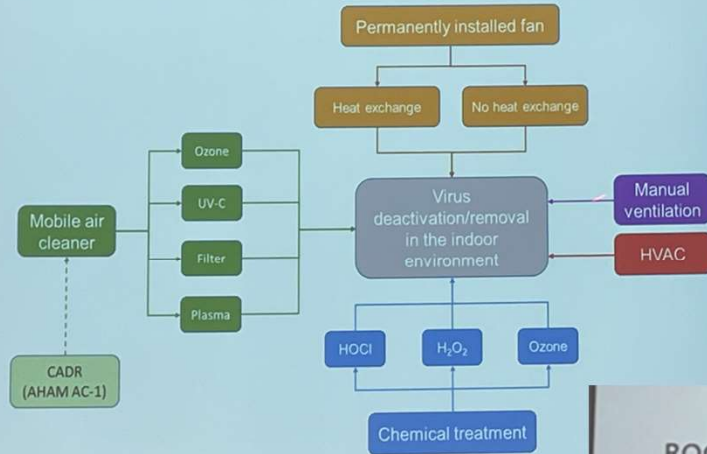 Permanently installed fan
Heat exchange
No heat exchange
Ozone
UV-C
Filter
Plasma
Mobile air
cleaner
CADR
(AHAM AC-1)
Virus
deactivation/removal
in the indoor
environment
Manual
ventilation
HVAC
HOCl
H₂O₂
Ozone
Chemical treatment